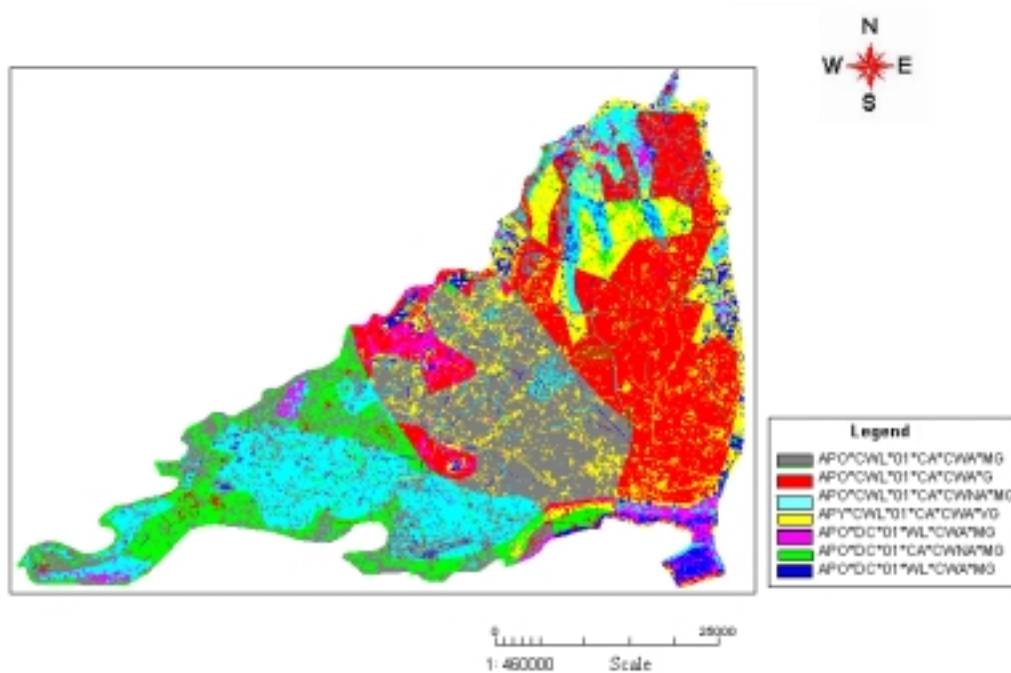 N
W E
S
Legend
APO*CWL*01*CA*CWA*MG
APO*CWL*01*CA*CWA*G
APO*CWL*01*CA*CWNA*MG
APY*CWL*01*CA*CWA*VG
APO*DC*01*WL*CWA*MG
APO*DC*01*CA*CWNA*MG
APO*DC*01*WL*CWA*MG
0 25000
1: 460000 Scale